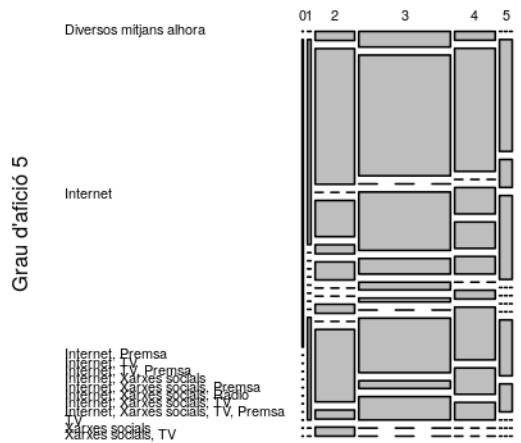 01 2 3 4 5
Diversos mitjans alhora
Grau d'afició 5
Internet
Internet, Premsa
Internet, TV
Internet, TV, Premsa
Internet, Xarxes socials
Internet, Xarxes socials, Premsa
Internet, Xarxes socials, Ràdio
Internet, Xarxes socials, TV
Internet, Xarxes socials, TV, Premsa
TV
Xarxes socials
Xarxes socials, TV